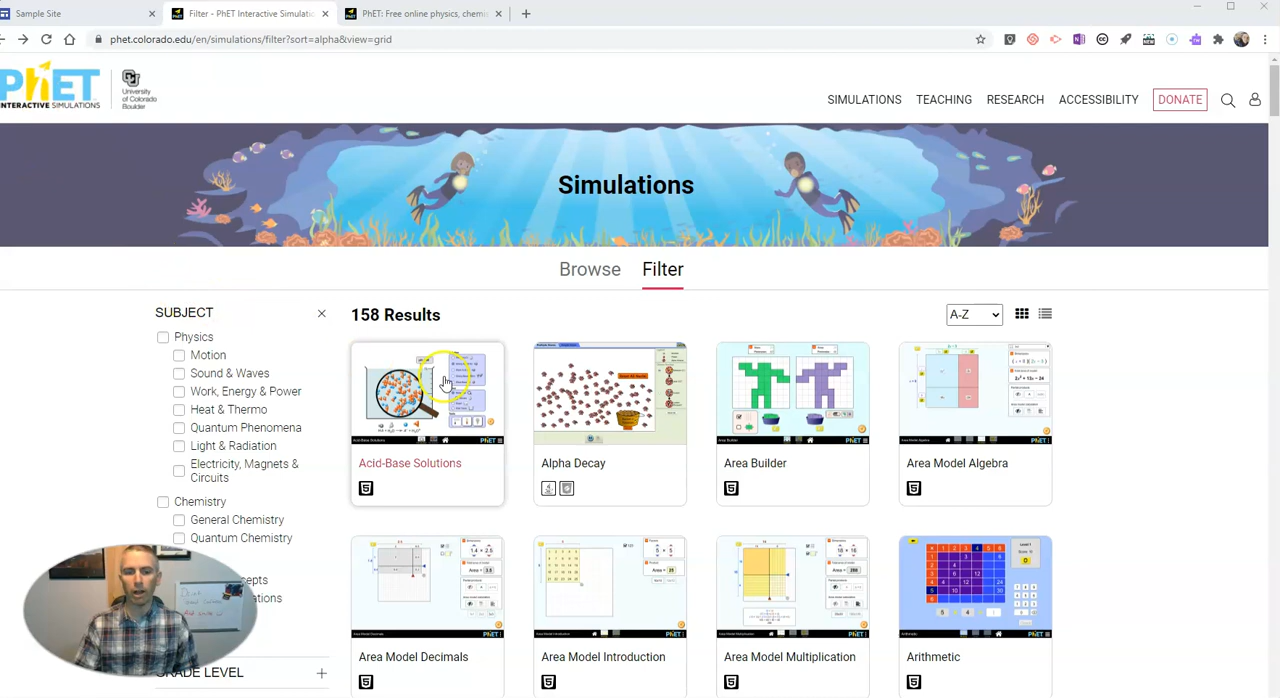 Sample Site
Filter - PhET Interactive Simulatio
PhET: Free online physics, chemis
phet.colorado.edu/en/simulations/filter?sort=alpha&view=grid
PhET
INTERACTIVE SIMULATIONS
University
of Colorado
Boulder
SIMULATIONS TEACHING RESEARCH ACCESSIBILITY DONATE
Simulations
Browse Filter
SUBJECT
158 Results
A-Z
Physics
Motion
Sound & Waves
Work, Energy & Power
Heat & Thermo
Quantum Phenomena
Light & Radiation
Electricity, Magnets &
Circuits
Chemistry
General Chemistry
Quantum Chemistry
GRADE LEVEL
Acid-Base Solutions
Alpha Decay
Area Builder
Area Model Algebra
Area Model Decimals
Area Model Introduction
Area Model Multiplication
Arithmetic